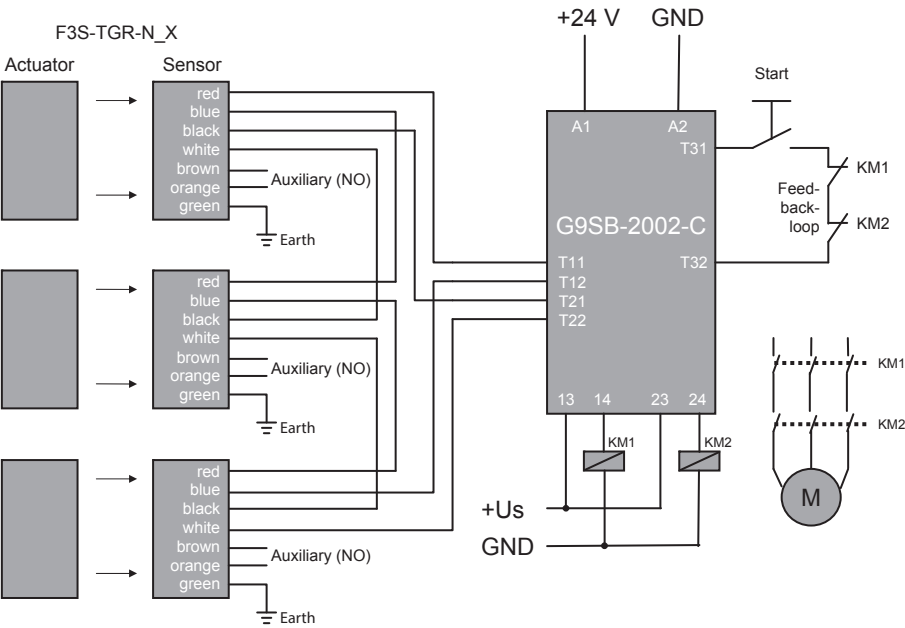 +24 V GND
F3S-TGR-N_X
Actuator Sensor
red
blue
black
white
brown
orange
green
Auxiliary (NO)
Earth
red
blue
black
white
brown
orange
green
Auxiliary (NO)
Earth
red
blue
black
white
brown
orange
green
Auxiliary (NO)
Earth
A1 A2
T31
G9SB-2002-C
T11 T32
T12
T21
T22
13 14 23 24
Start
KM1
Feed-
back-
loop
KM2
KM1 KM2
+Us
GND
KM1
KM2
M